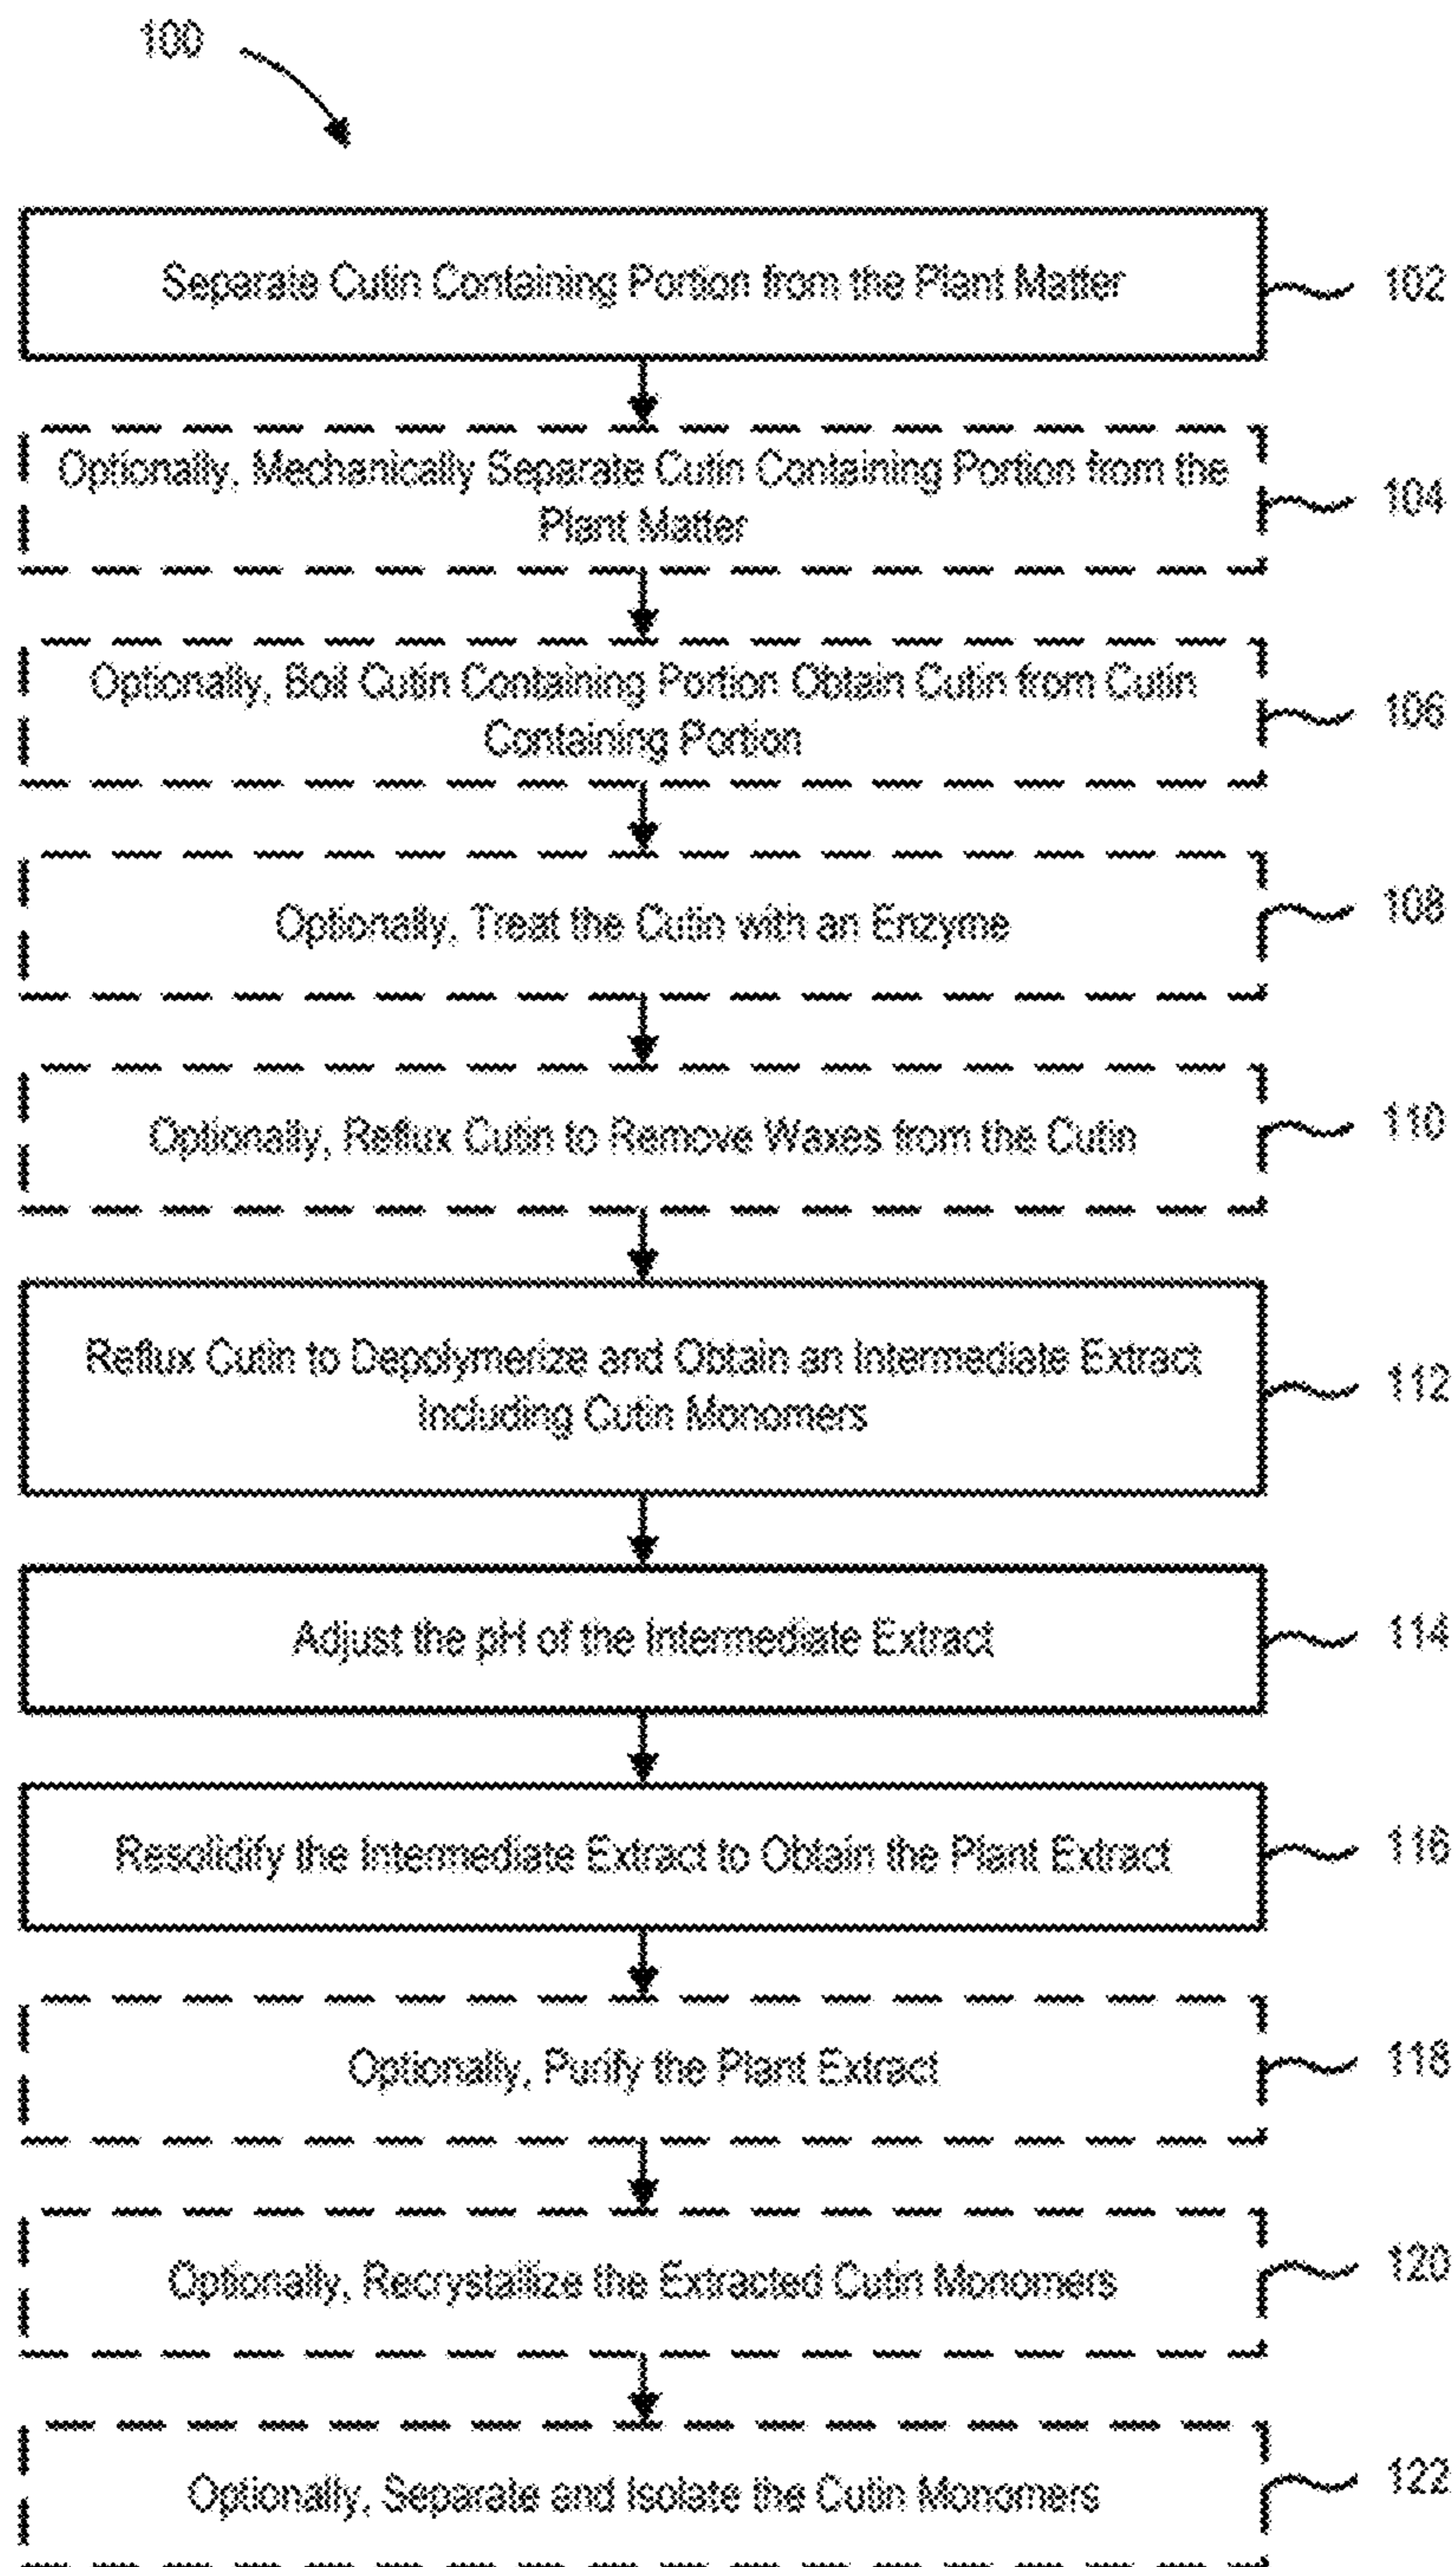 100
Separate Cutin Containing Portion from the Plant Matter
102
Optionally, Mechanically Separate Cutin Containing Portion from the
Plant Matter
104
Optionally, Boil Cutin Containing Portion Obtain Cutin from Cutin
Containing Portion
106
Optionally, Treat the Cutin with an Enzyme
108
Optionally, Reflux Cutin to Remove Waxes from the Cutin
110
Reflux Cutin to Depolymerize and Obtain an Intermediate Extract
Including Cutin Monomers
112
Adjust the pH of the Intermediate Extract
114
Resolidify the Intermediate Extract to Obtain the Plant Extract
116
Optionally, Purify the Plant Extract
118
Optionally, Recrystallize the Extracted Cutin Monomers
120
Optionally, Separate and Isolate the Cutin Monomers
122